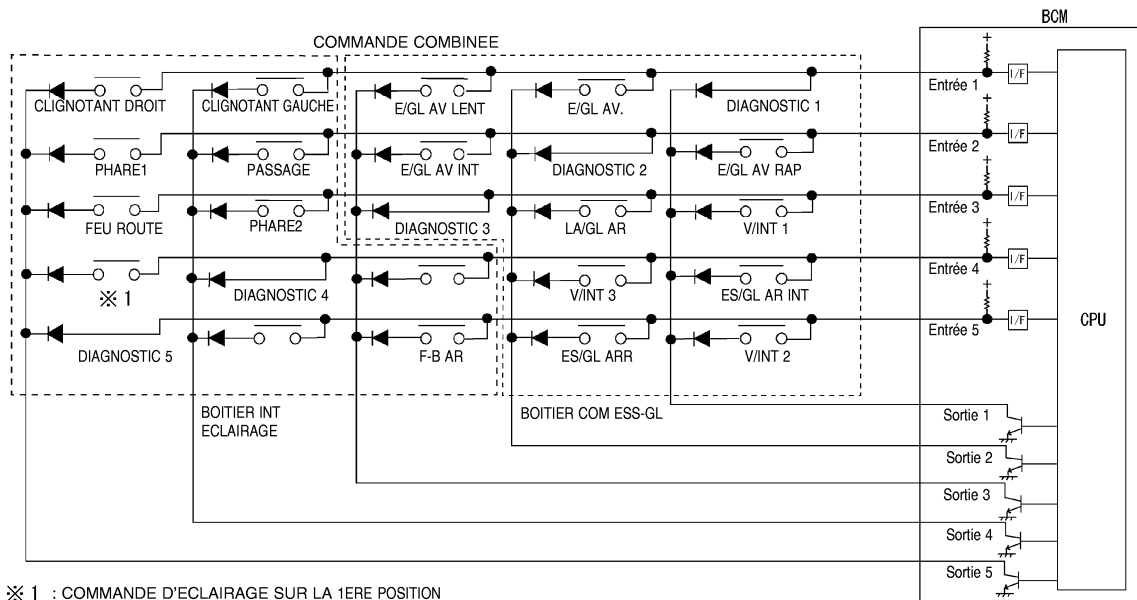 BCM
COMMANDE COMBINEE
+
I/F
Entrée 1
CLIGNOTANT DROIT
CLIGNOTANT GAUCHE
E/GL AV LENT
E/GL AV.
DIAGNOSTIC 1
+
I/F
Entrée 2
PHARE1
PASSAGE
E/GL AV INT
DIAGNOSTIC 2
E/GL AV RAP
+
I/F
Entrée 3
FEU ROUTE
PHARE2
DIAGNOSTIC 3
LA/GL AR
V/INT 1
+
I/F
Entrée 4
※ 1
DIAGNOSTIC 4
V/INT 3
ES/GL AR INT
+
I/F
CPU
Entrée 5
DIAGNOSTIC 5
F-B AR
ES/GL ARR
V/INT 2
BOITIER INT
ECLAIRAGE
BOITIER COM ESS-GL
Sortie 1
Sortie 2
Sortie 3
Sortie 4
Sortie 5
※ 1 : COMMANDE D'ECLAIRAGE SUR LA 1ERE POSITION